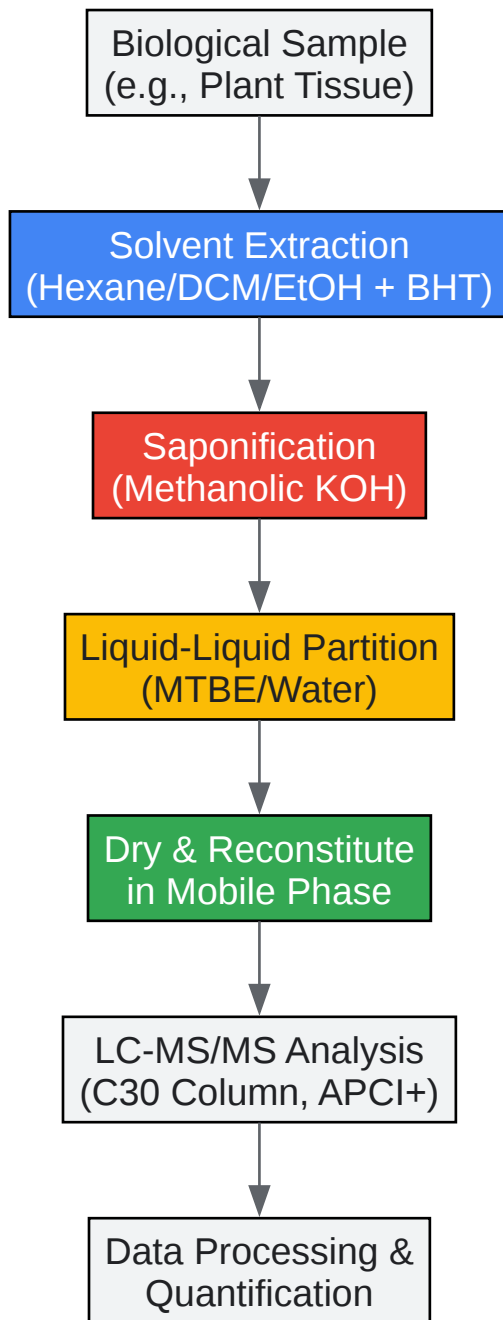 Biological Sample
(e.g., Plant Tissue)
Solvent Extraction
(Hexane/DCM/EtOH + BHT)
Saponification
(Methanolic KOH)
Liquid-Liquid Partition
(MTBE/Water)
Dry & Reconstitute
in Mobile Phase
LC-MS/MS Analysis
(C30 Column, APCI+)
Data Processing &
Quantification